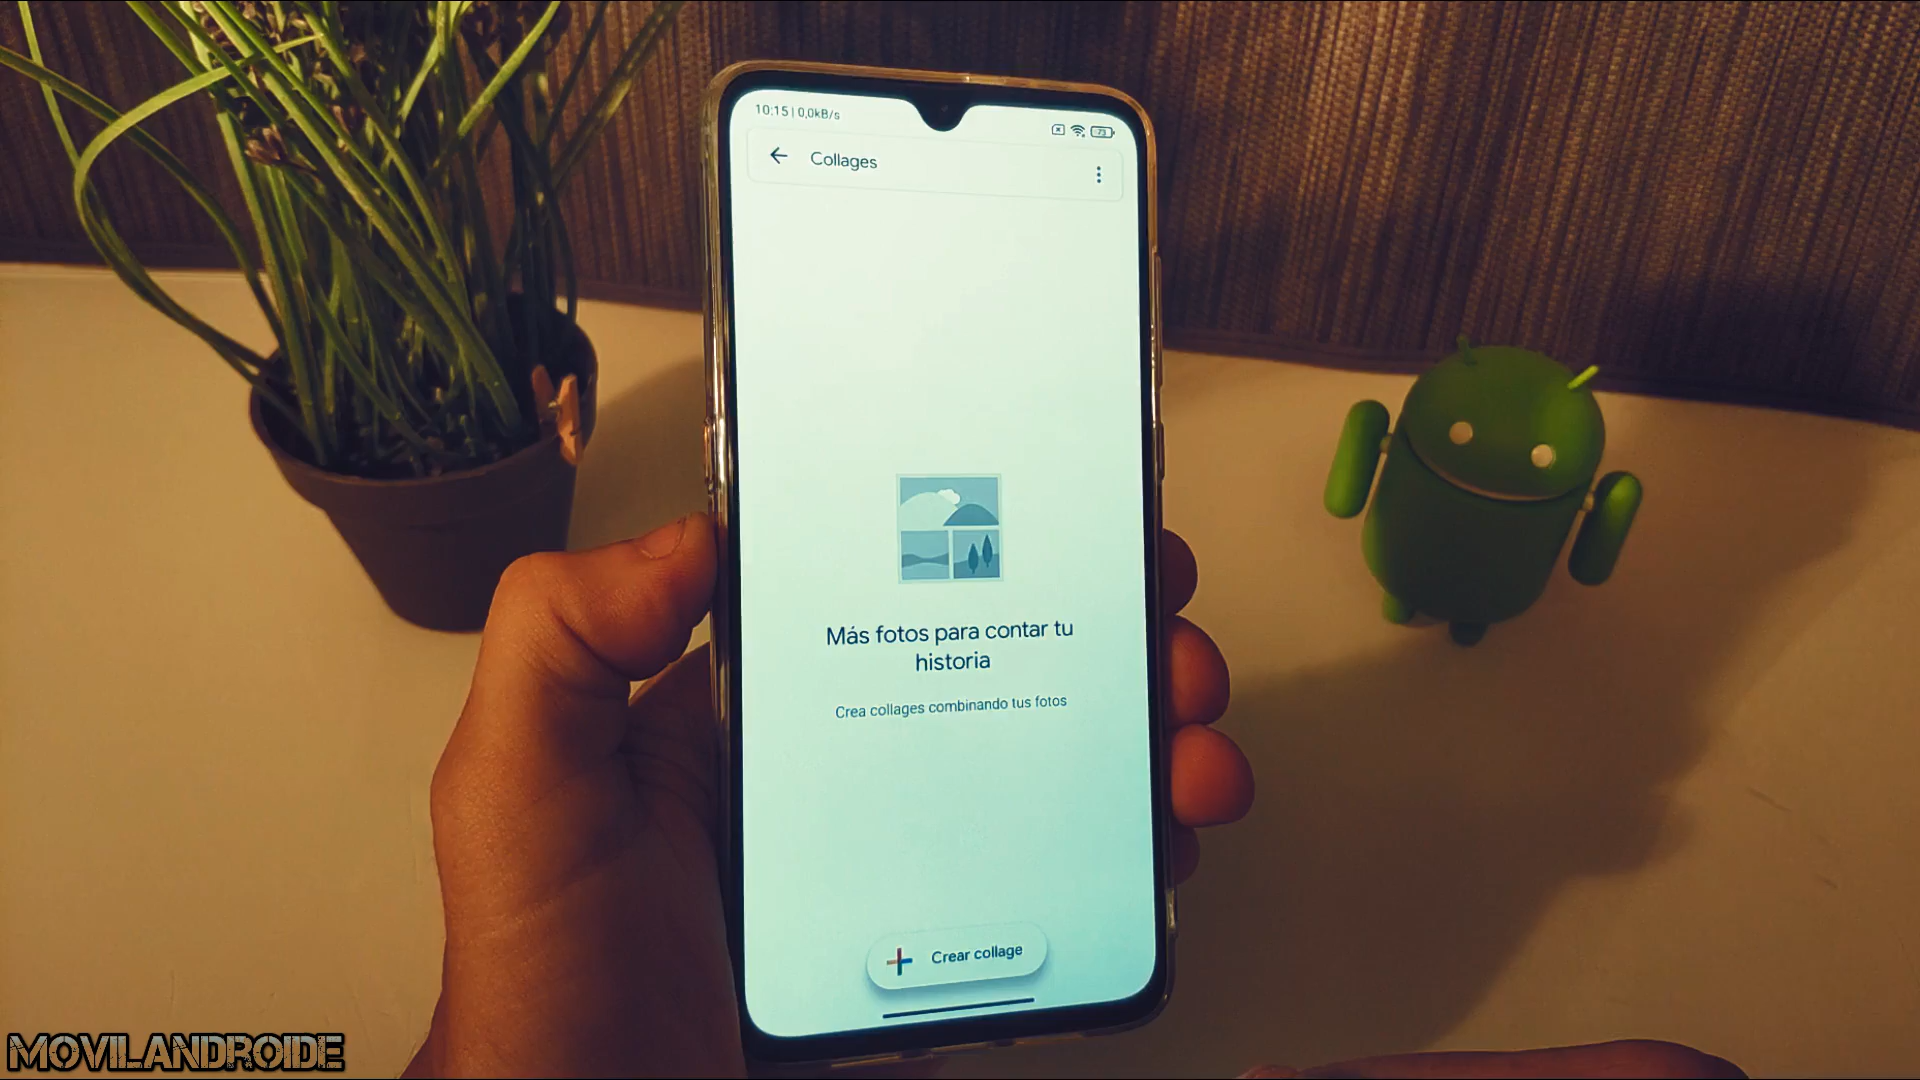 10:15 | 0,0kB/s
73
Collages
Más fotos para contar tu
historia
Crea collages combinando tus fotos
Crear collage
MOVILANDROIDE